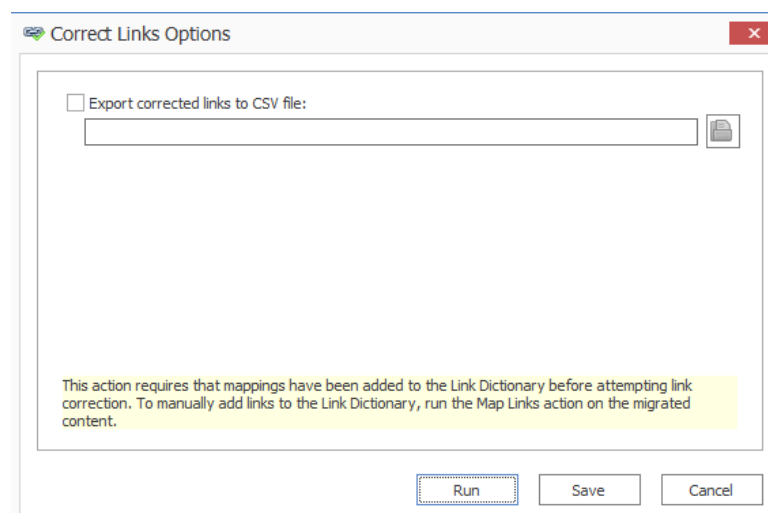 Correct Links Options
Export corrected links to CSV file:
This action requires that mappings have been added to the Link Dictionary before attempting link
correction. To manually add links to the Link Dictionary, run the Map Links action on the migrated
content.
Run Save Cancel